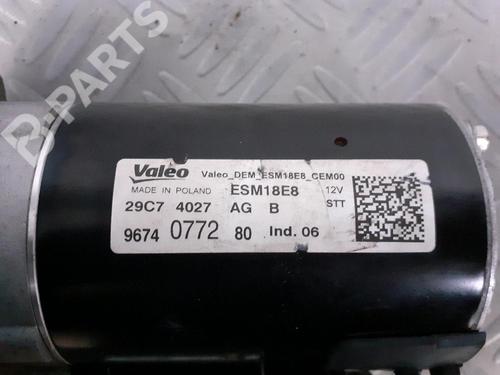 R-PARTS
Valeo Valeo_DEM_ESM18E8_CEM00
MADE IN POLAND ESM18E8 12V
29C7 4027 AG B STT
9674 0772 80 Ind. 06